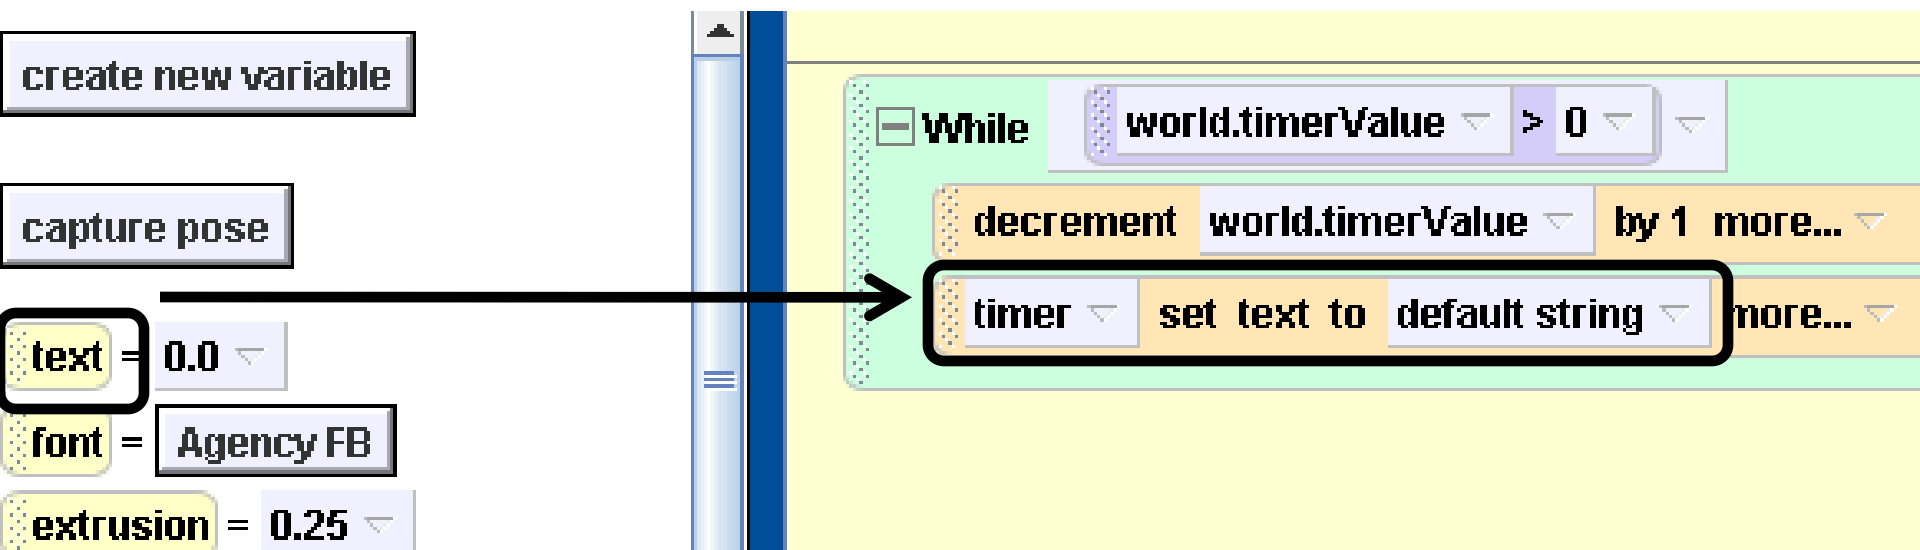 create new variable
capture pose
text = 0.0
font = Agency FB
extrusion = 0.25
While world.timerValue > 0
decrement world.timerValue by 1 more...
timer set text to default string more...